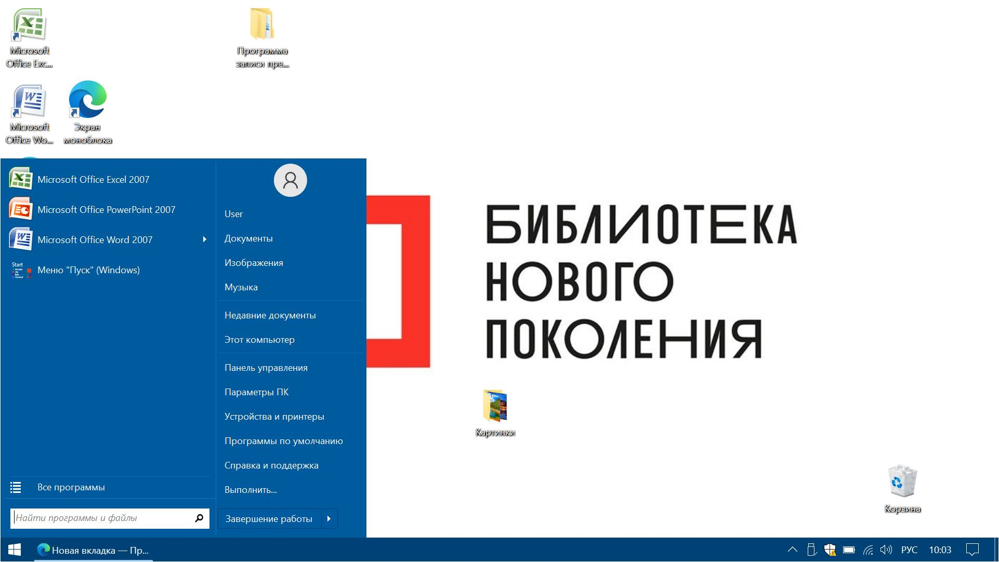 Microsoft
Office Exc...
Программа
записи пре...
Microsoft
Office Wo...
Экран
моноблока
Microsoft Office Excel 2007
Microsoft Office PowerPoint 2007
Microsoft Office Word 2007
Start
Меню "Пуск" (Windows)
Все программы
Найти программы и файлы
User
Документы
Изображения
Музыка
Недавние документы
Этот компьютер
Панель управления
Параметры ПК
Устройства и принтеры
Программы по умолчанию
Справка и поддержка
Выполнить...
Завершение работы
БИБЛИОТЕКА
НОВОГО
ПОКОЛЕНИЯ
Картинки
Корзина
Новая вкладка — Пр...
РУС
10:03